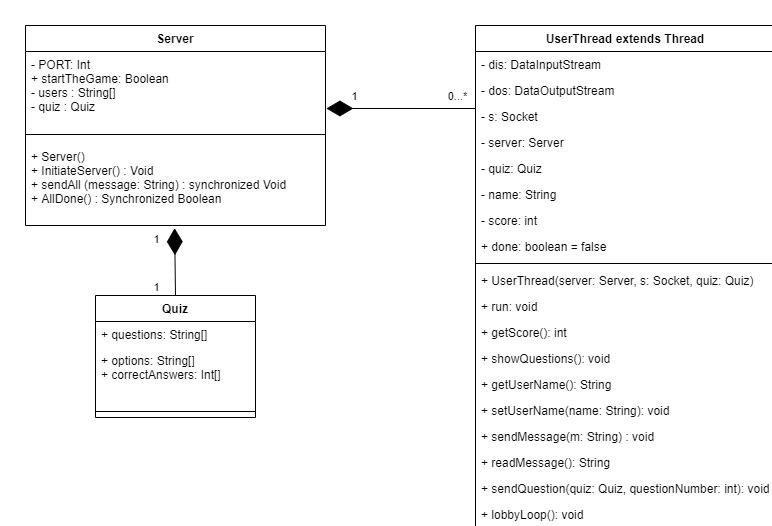 Server
- PORT: Int
+ startTheGame: Boolean
- users : String[]
- quiz : Quiz
+ Server()
+ InitiateServer() : Void
+ sendAll (message: String) : synchronized Void
+ AllDone() : Synchronized Boolean
1
0...*
1
1
Quiz
+ questions: String[]
+ options: String[]
+ correctAnswers: Int[]
UserThread extends Thread
- dis: DataInputStream
- dos: DataOutputStream
- s: Socket
- server: Server
- quiz: Quiz
- name: String
- score: int
+ done: boolean = false
+ UserThread(server: Server, s: Socket, quiz: Quiz)
+ run: void
+ getScore(): int
+ showQuestions(): void
+ getUserName(): String
+ setUserName(name: String): void
+ sendMessage(m: String) : void
+ readMessage(): String
+ sendQuestion(quiz: Quiz, questionNumber: int): void
+ lobbyLoop(): void